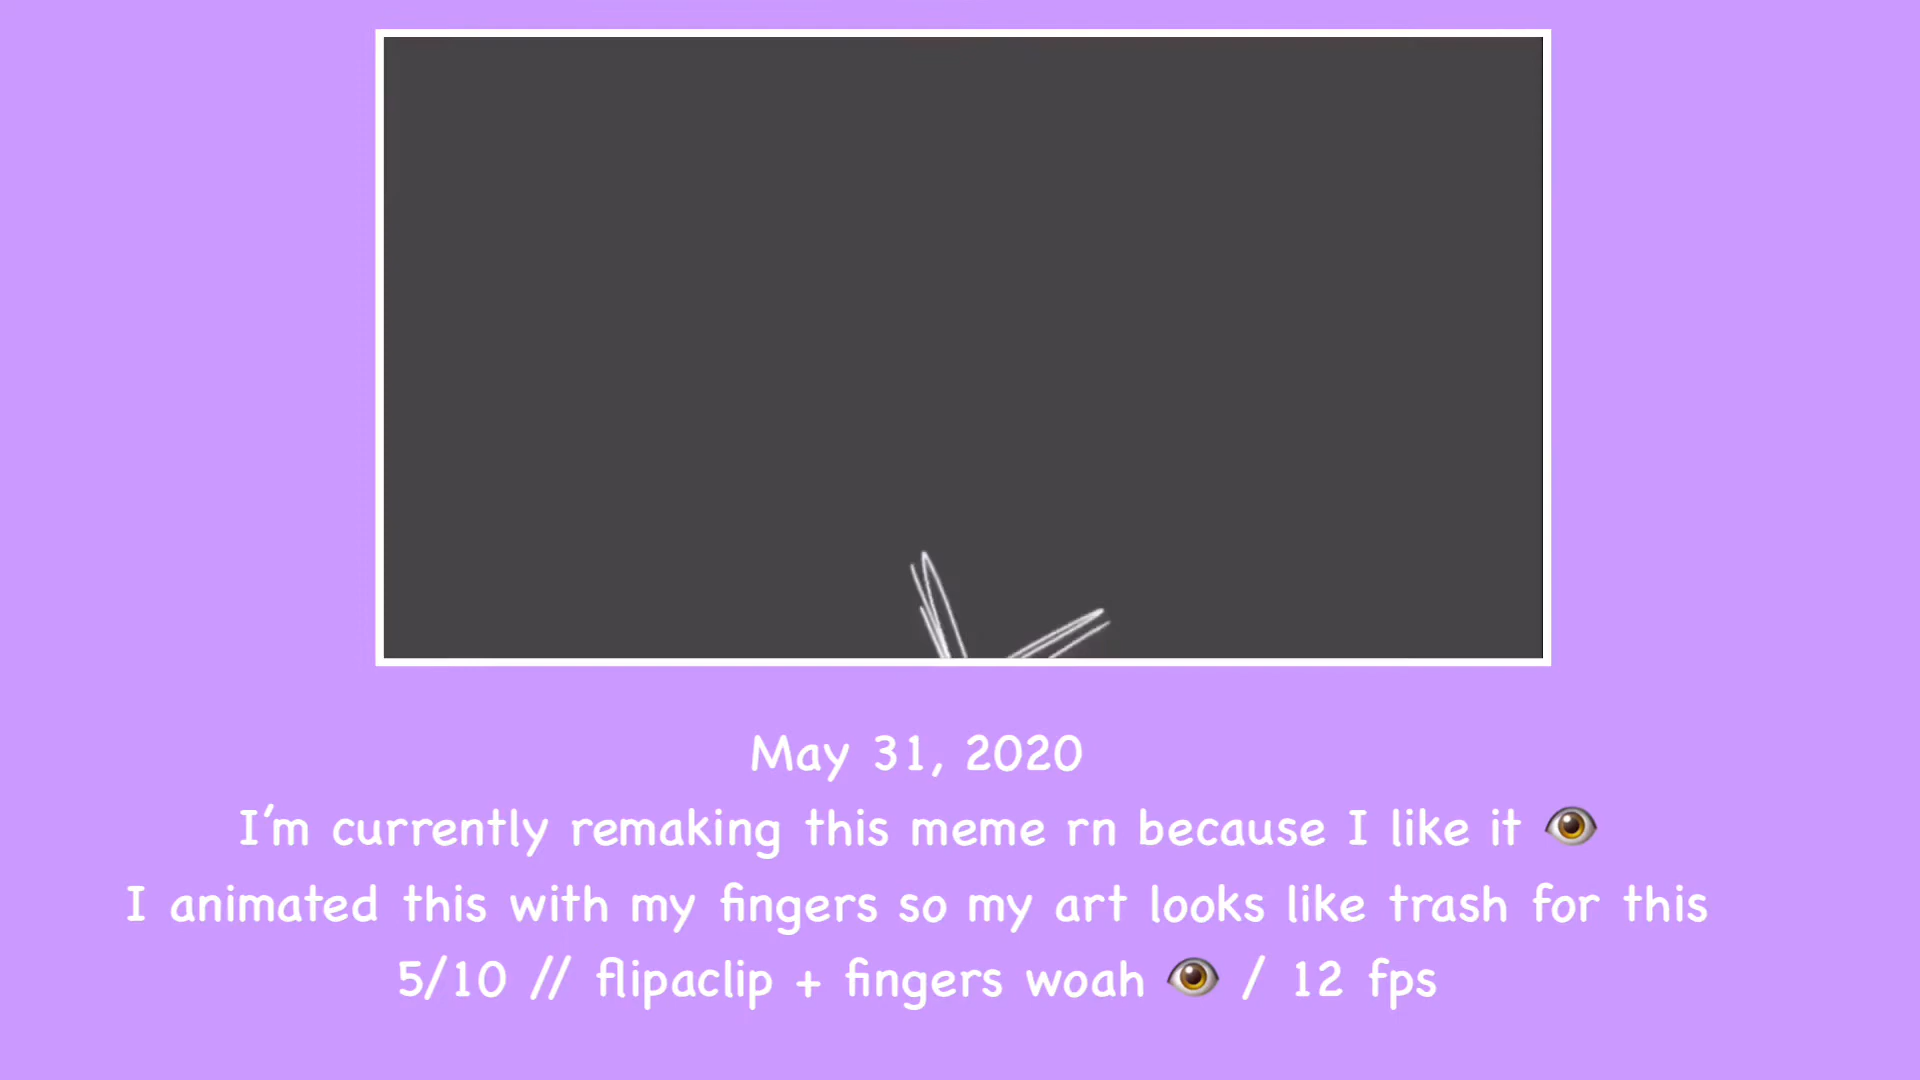 May 31, 2020
I’m currently remaking this meme rn because I like it 👁️
I animated this with my fingers so my art looks like trash for this
5/10 // flipaclip + fingers woah 👁️ / 12 fps